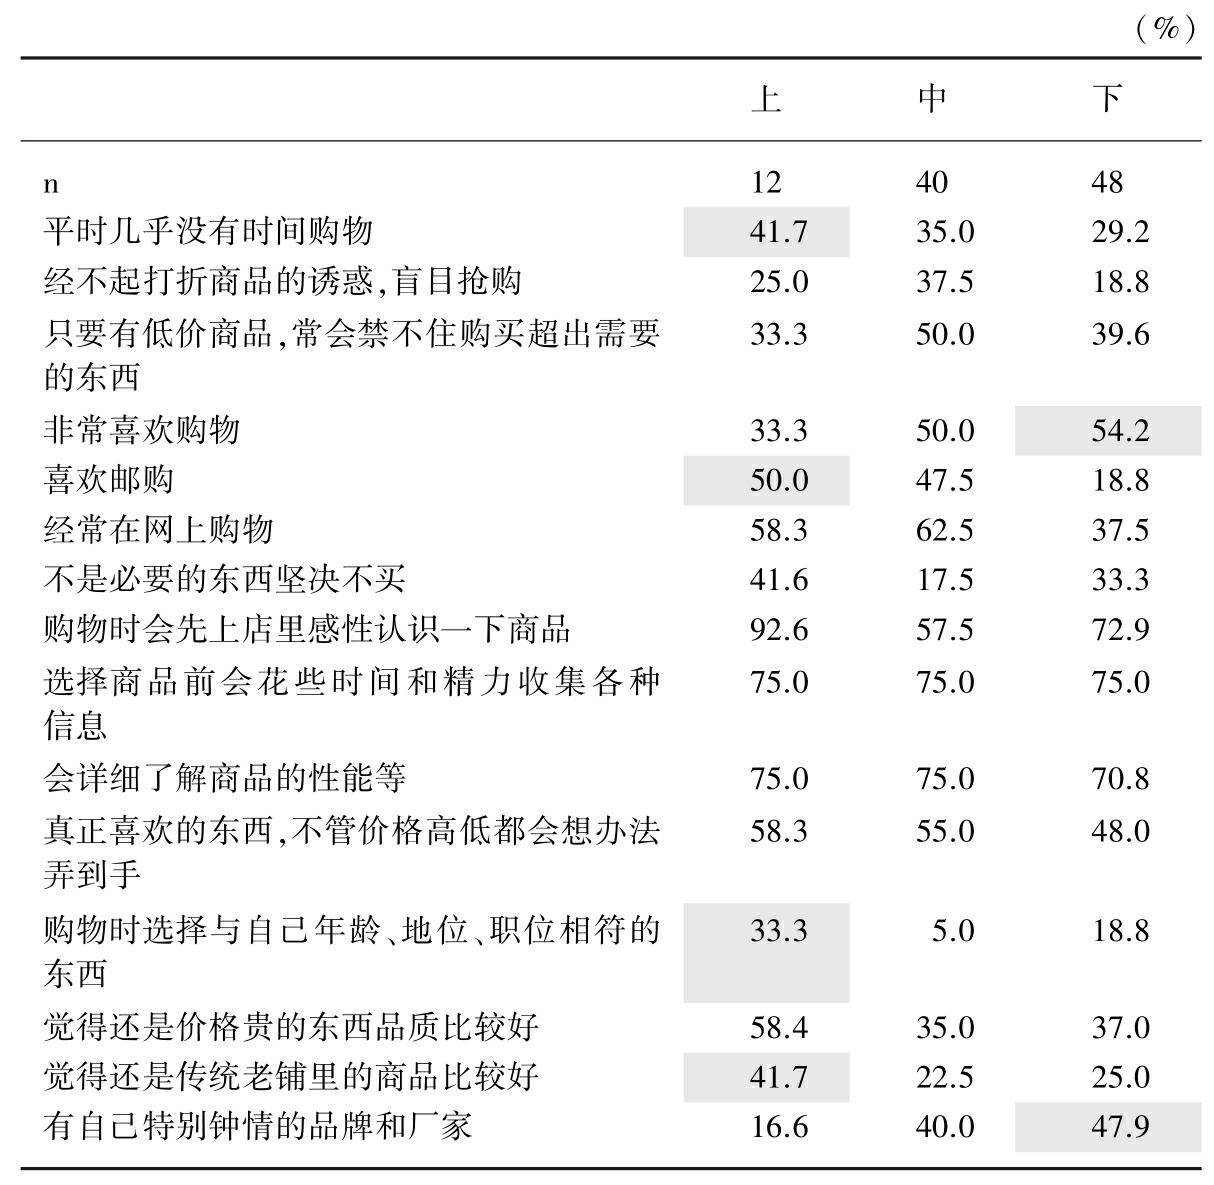 (%)
上 中 下
n 12 40 48
平时几乎没有时间购物 41.7 35.0 29.2
经不起打折商品的诱惑,盲目抢购 25.0 37.5 18.8
只要有低价商品,常会禁不住购买超出需要 33.3 50.0 39.6
的东西
非常喜欢购物 33.3 50.0 54.2
喜欢邮购 50.0 47.5 18.8
经常在网上购物 58.3 62.5 37.5
不是必要的东西坚决不买 41.6 17.5 33.3
购物时会先上店里感性认识一下商品 92.6 57.5 72.9
选择商品前会花些时间和精力收集各种 75.0 75.0 75.0
信息
会详细了解商品的性能等 75.0 75.0 70.8
真正喜欢的东西,不管价格高低都会想办法 58.3 55.0 48.0
弄到手
购物时选择与自己年龄、地位、职位相符的 33.3 5.0 18.8
东西
觉得还是价格贵的东西品质比较好 58.4 35.0 37.0
觉得还是传统老铺里的商品比较好 41.7 22.5 25.0
有自己特别钟情的品牌和厂家 16.6 40.0 47.9